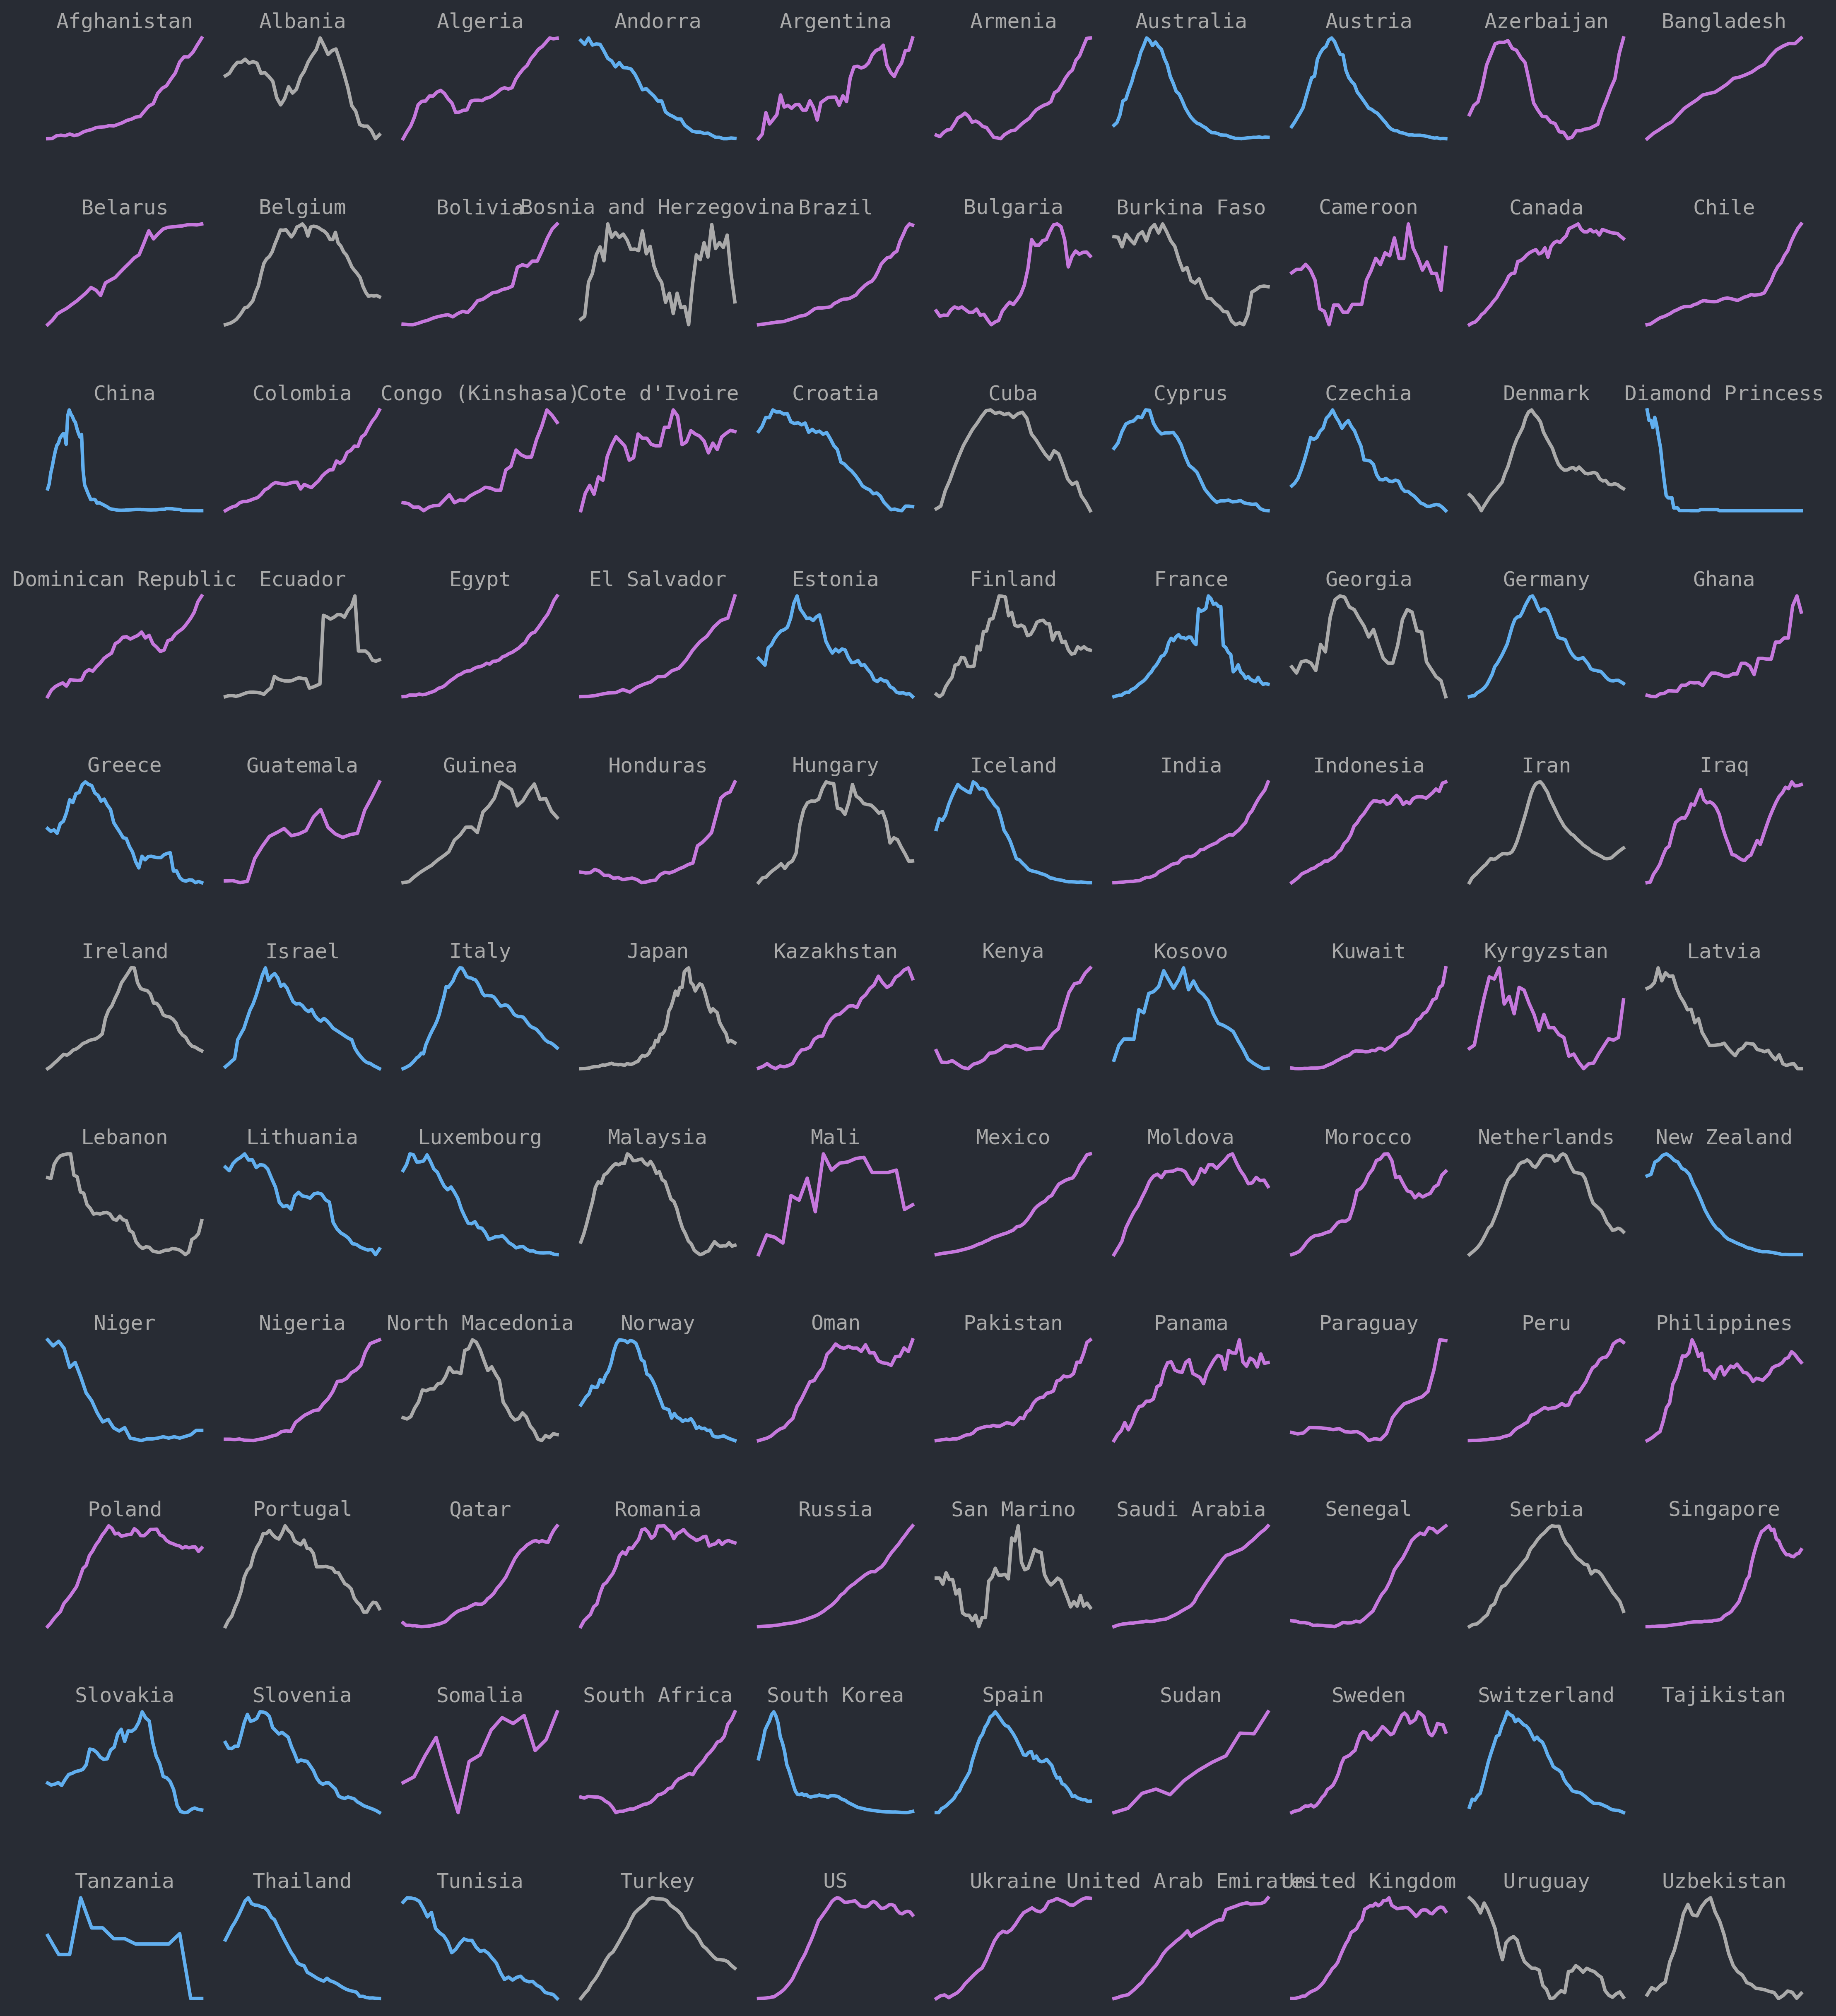 Afghanistan Albania Algeria Andorra Argentina Armenia Australia Austria Azerbaijan Bangladesh
Belarus Belgium Bolivia Bosnia and Herzegovina Brazil Bulgaria Burkina Faso Cameroon Canada Chile
China Colombia Congo (Kinshasa) Cote d'Ivoire Croatia Cuba Cyprus Czechia Denmark Diamond Princess
Dominican Republic Ecuador Egypt El Salvador Estonia Finland France Georgia Germany Ghana
Greece Guatemala Guinea Honduras Hungary Iceland India Indonesia Iran Iraq
Ireland Israel Italy Japan Kazakhstan Kenya Kosovo Kuwait Kyrgyzstan Latvia
Lebanon Lithuania Luxembourg Malaysia Mali Mexico Moldova Morocco Netherlands New Zealand
Niger Nigeria North Macedonia Norway Oman Pakistan Panama Paraguay Peru Philippines
Poland Portugal Qatar Romania Russia San Marino Saudi Arabia Senegal Serbia Singapore
Slovakia Slovenia Somalia South Africa South Korea Spain Sudan Sweden Switzerland Tajikistan
Tanzania Thailand Tunisia Turkey US Ukraine United Arab Emirates United Kingdom Uruguay Uzbekistan